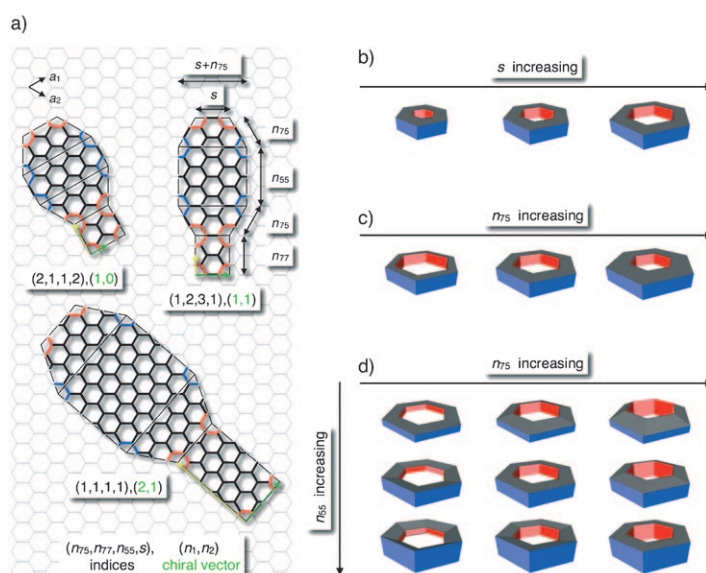 a)
a1
a2
s+n75
s
n75
n55
n75
n77
(2,1,1,2),(1,0)
(1,2,3,1),(1,1)
(1,1,1,1),(2,1)
(n75,n77,n55,s), (n1,n2)
indices chiral vector
b)
s increasing
c)
n75 increasing
d)
n75 increasing
n55 increasing